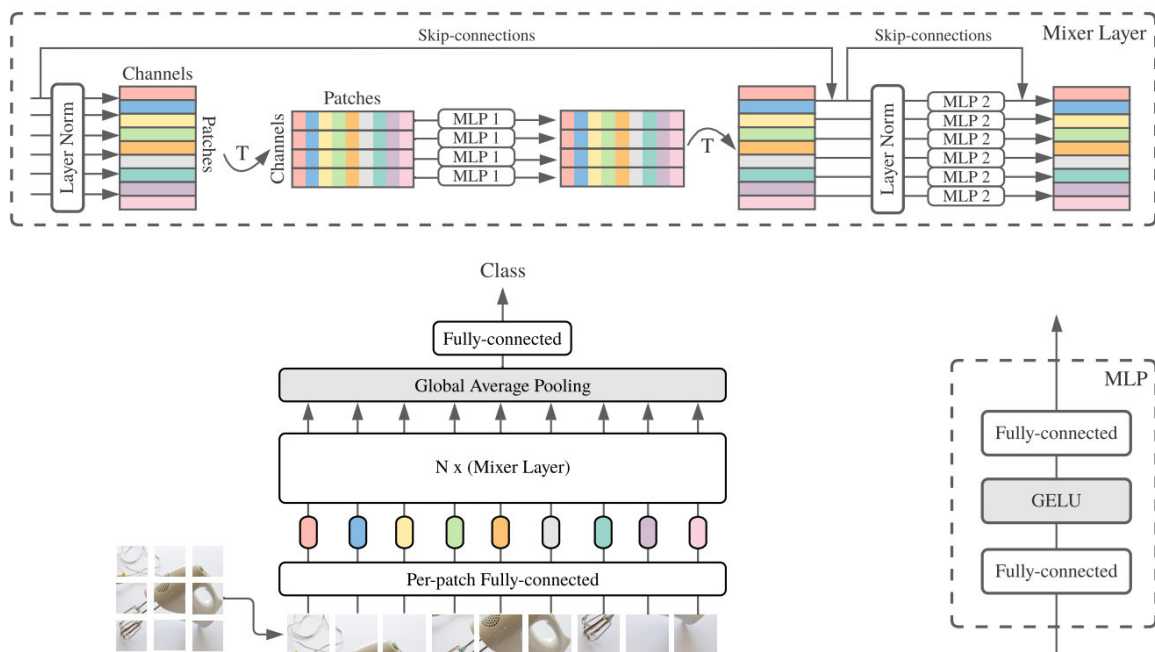 Skip-connections
Skip-connections
Mixer Layer
Channels
Layer Norm
Patches
T
Patches
Channels
MLP 1
MLP 1
MLP 1
MLP 1
T
Layer Norm
MLP 2
MLP 2
MLP 2
MLP 2
MLP 2
MLP 2
Class
Fully-connected
Global Average Pooling
N x (Mixer Layer)
Per-patch Fully-connected
MLP
Fully-connected
GELU
Fully-connected